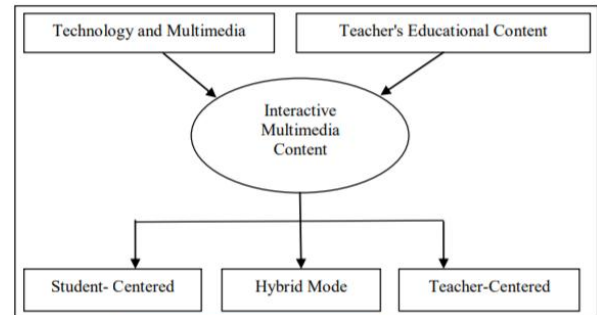 Technology and Multimedia
Teacher's Educational Content
Interactive
Multimedia
Content
Student- Centered
Hybrid Mode
Teacher-Centered